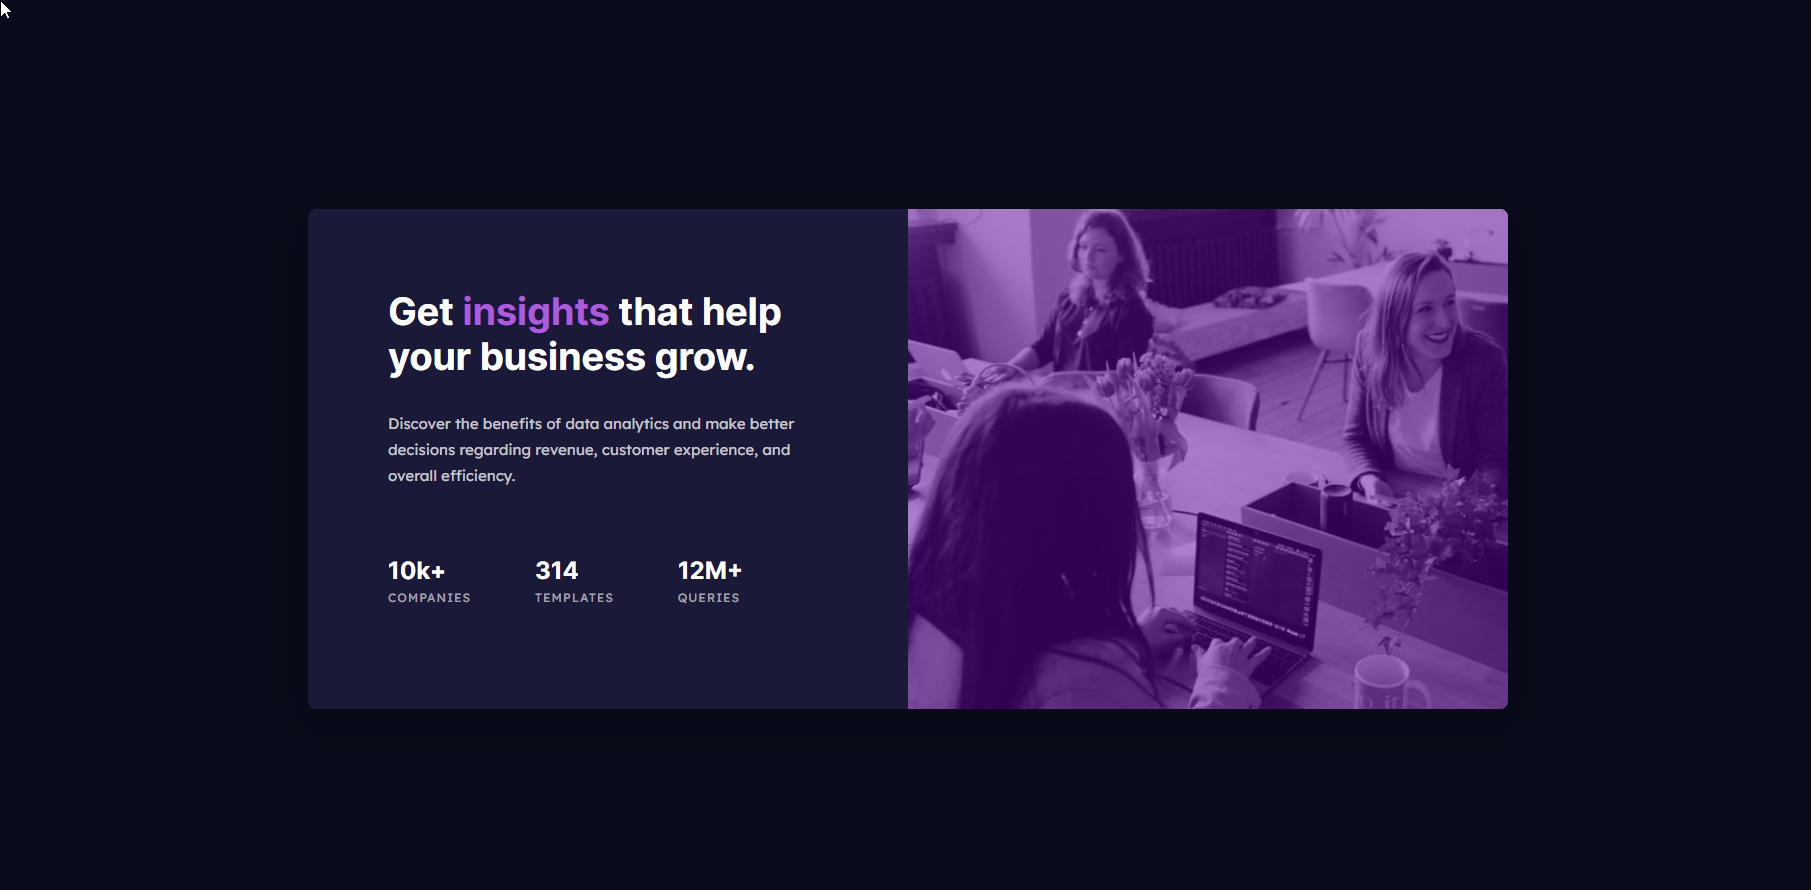 Get insights that help
your business grow.
Discover the benefits of data analytics and make better
decisions regarding revenue, customer experience, and
overall efficiency.
10k+ 314 12M+
COMPANIES TEMPLATES QUERIES